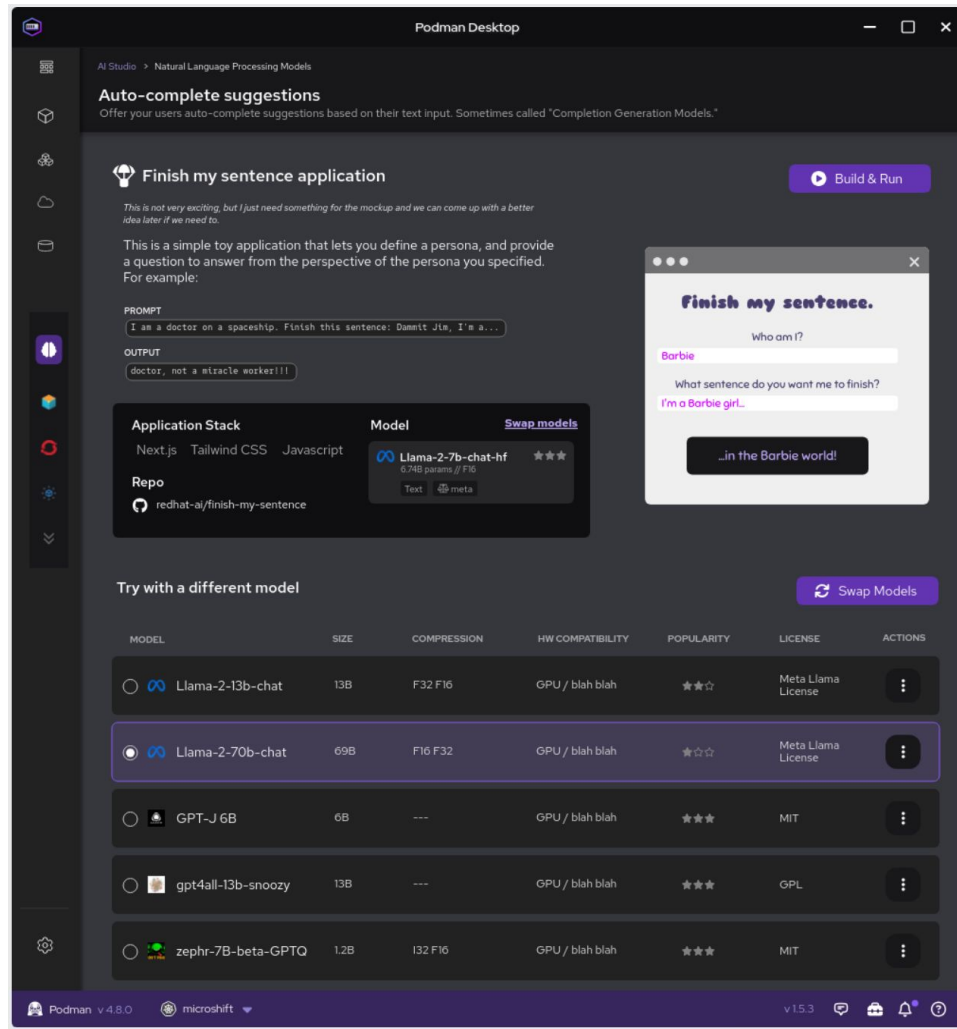 Podman Desktop
AI Studio > Natural Language Processing Models
Auto-complete suggestions
Offer your users auto-complete suggestions based on their text input. Sometimes called "Completion Generation Models."
Finish my sentence application
Build & Run
This is not very exciting, but I just need something for the mockup and we can come up with a better
idea later if we need to.
This is a simple toy application that lets you define a persona, and provide
a question to answer from the perspective of the persona you specified.
For example:
PROMPT
I am a doctor on a spaceship. Finish this sentence: Dammit Jim, I'm a...
OUTPUT
doctor, not a miracle worker!!!
Finish my sentence.
Who am I?
Barbie
What sentence do you want me to finish?
I'm a Barbie girl...
...in the Barbie world!
Application Stack
Next.js Tailwind CSS Javascript
Repo
redhat-ai/finish-my-sentence
Model Swap models
Llama-2-7b-chat-hf
6.74B params // F16
Text meta
Try with a different model
Swap Models
MODEL SIZE COMPRESSION HW COMPATIBILITY POPULARITY LICENSE ACTIONS
Llama-2-13b-chat 13B F32 F16 GPU / blah blah Meta Llama
License
Llama-2-70b-chat 69B F16 F32 GPU / blah blah Meta Llama
License
GPT-J 6B 6B --- GPU / blah blah MIT
gpt4all-13b-snoozy 13B --- GPU / blah blah GPL
zephr-7B-beta-GPTQ 1.2B I32 F16 GPU / blah blah MIT
Podman v 4.8.0 microshift v 1.5.3